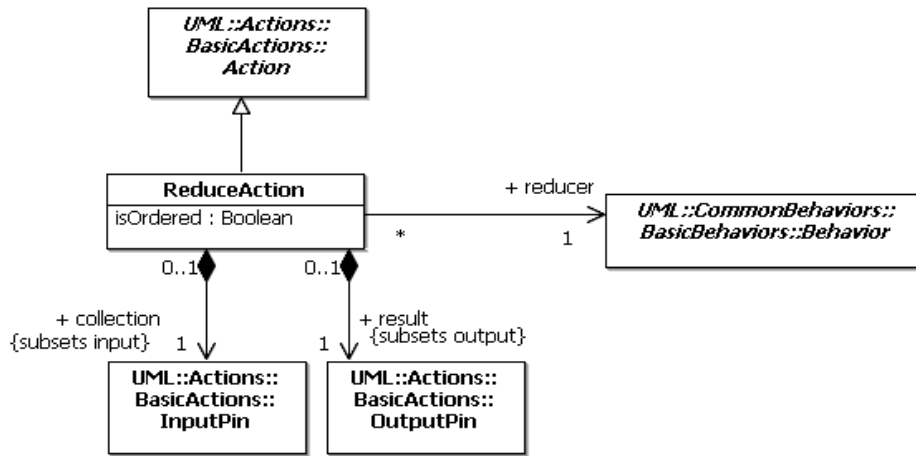 UML::Actions::
BasicActions::
Action
ReduceAction
isOrdered : Boolean
+ reducer
*
1
UML::CommonBehaviors::
BasicBehaviors::Behavior
0..1
0..1
+ collection
{subsets input}
1
+ result
{subsets output}
1
UML::Actions::
BasicActions::
InputPin
UML::Actions::
BasicActions::
OutputPin